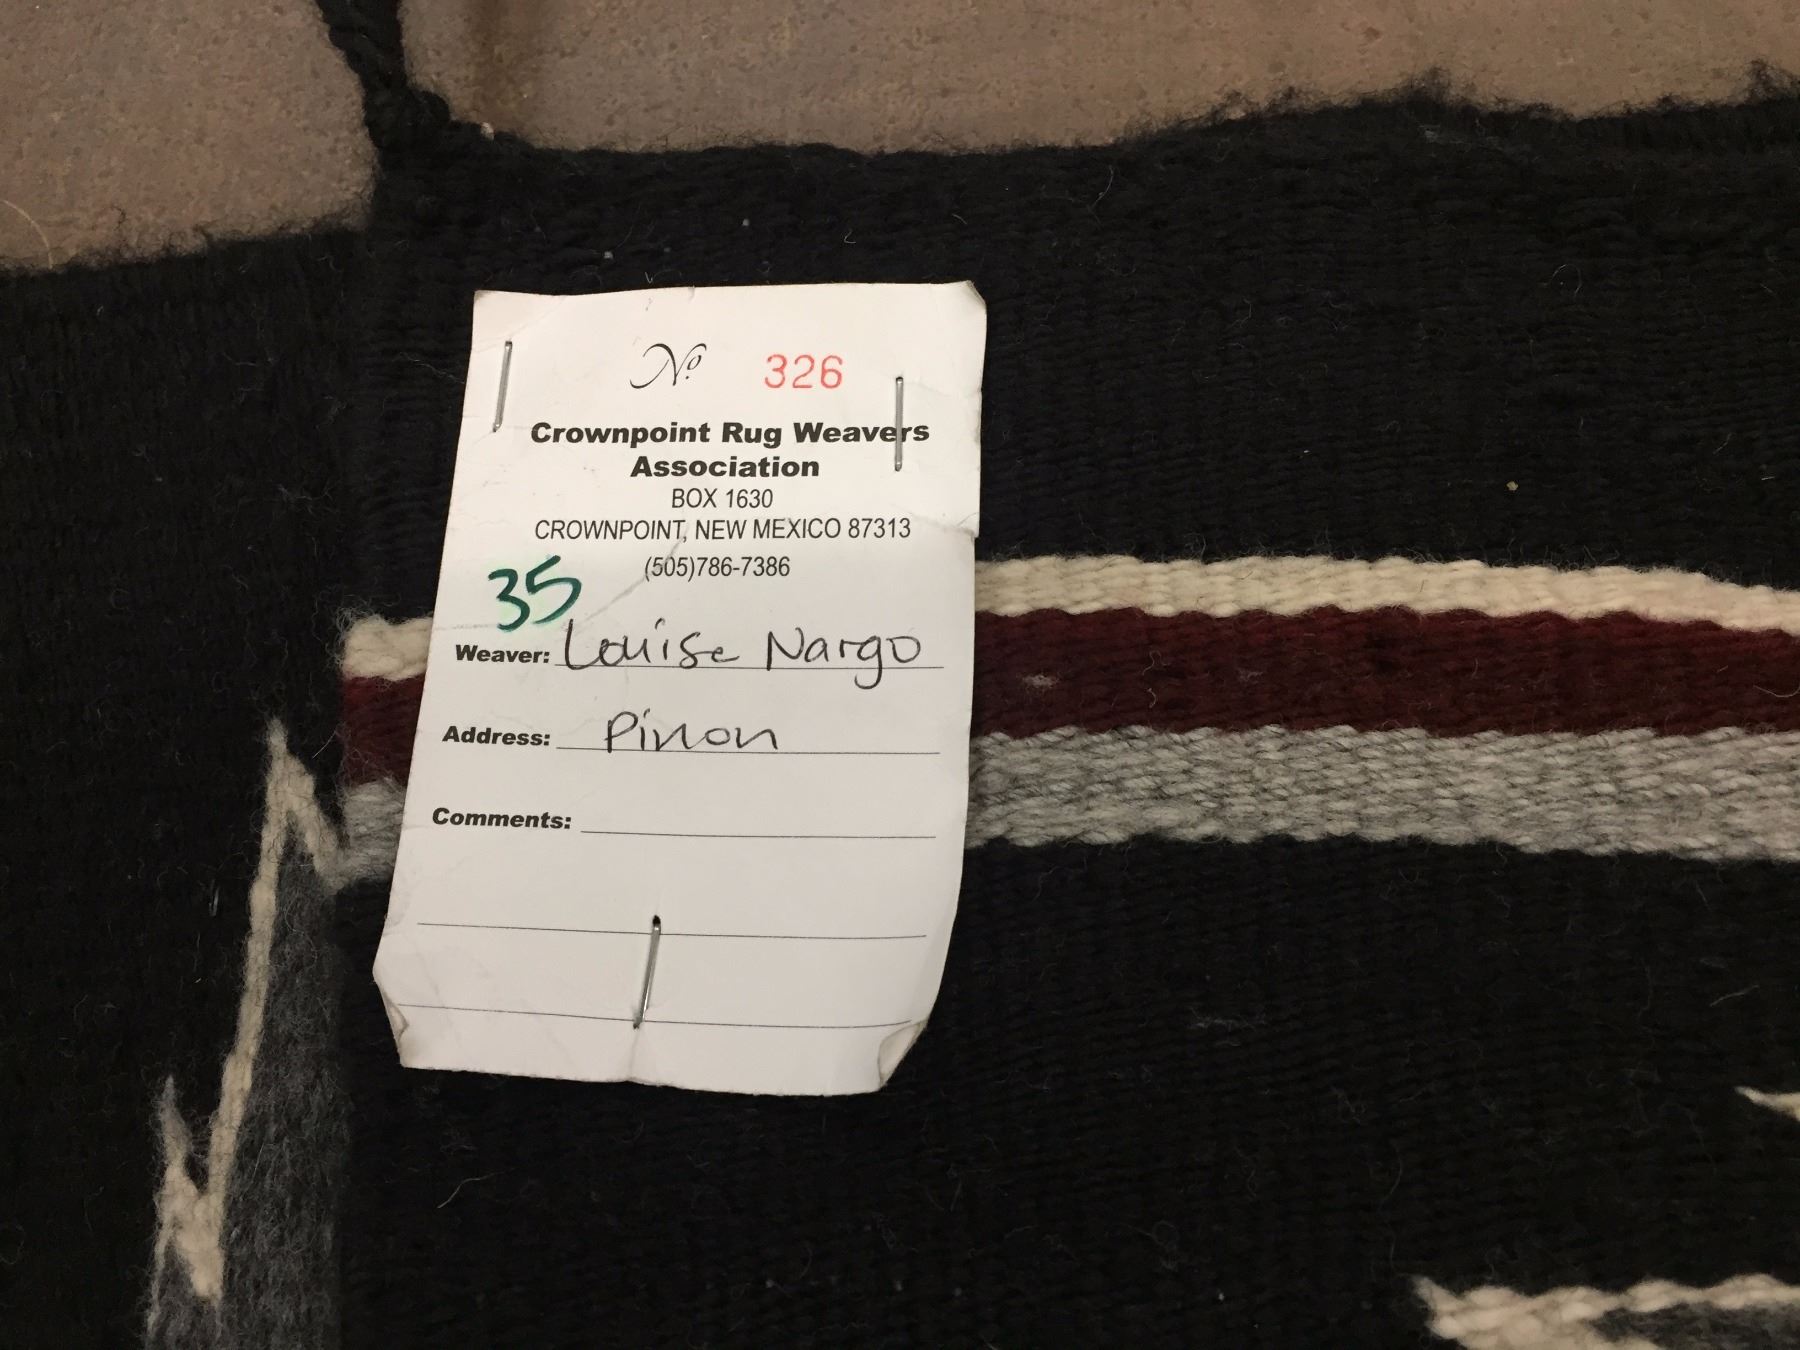 No. 326
Crownpoint Rug Weavers
Association
BOX 1630
CROWNPOINT, NEW MEXICO 87313
(505)786-7386
35
Weaver: Louise Nargo
Address: Pinon
Comments: